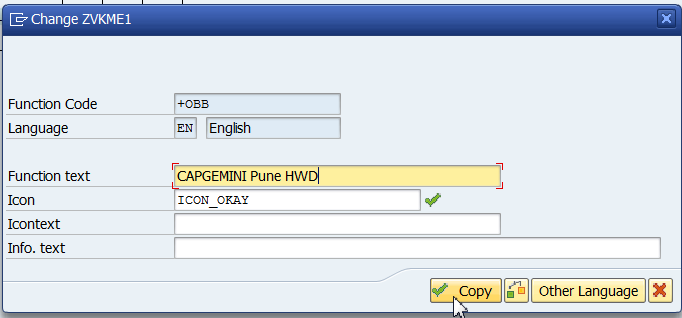 Change ZVKME1
Function Code +OBB
Language EN English
Function text CAPGEMINI Pune HWD
Icon ICON_OKAY
Icontext
Info. text
Copy Other Language